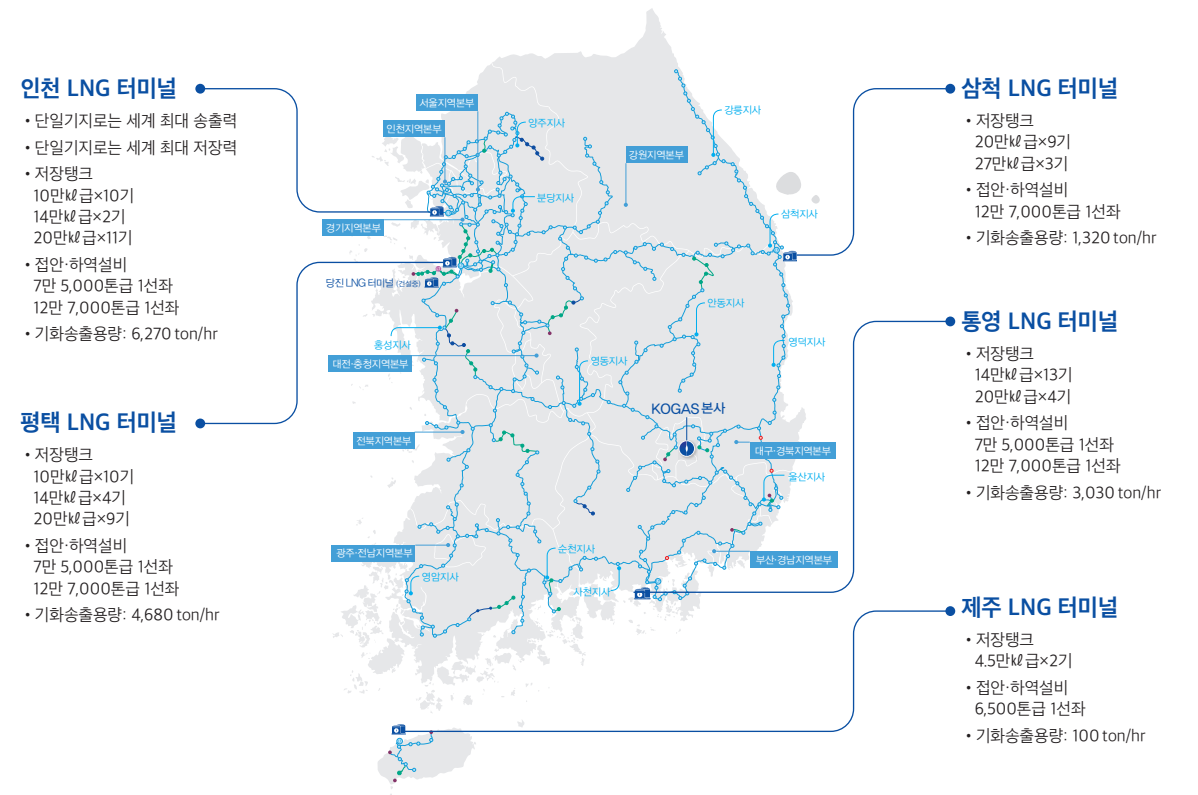 인천 LNG 터미널
• 단일기지로는 세계 최대 송출력
• 단일기지로는 세계 최대 저장력
• 저장탱크
10만㎘급×10기
14만㎘급×2기
20만㎘급×11기
• 접안·하역설비
7만 5,000톤급 1선좌
12만 7,000톤급 1선좌
• 기화송출용량: 6,270 ton/hr
평택 LNG 터미널
• 저장탱크
10만㎘급×10기
14만㎘급×4기
20만㎘급×9기
• 접안·하역설비
7만 5,000톤급 1선좌
12만 7,000톤급 1선좌
• 기화송출용량: 4,680 ton/hr
서울지역본부
인천지역본부
양주지사
강릉지사
강원지역본부
분당지사
경기지역본부
삼척지사
당진 LNG 터미널 (건설중)
안동지사
홍성지사
영덕지사
대전·충청지역본부
영동지사
KOGAS 본사
전북지역본부
대구·경북지역본부
울산지사
광주·전남지역본부
순천지사
부산·경남지역본부
영암지사
사천지사
삼척 LNG 터미널
• 저장탱크
20만㎘급×9기
27만㎘급×3기
• 접안·하역설비
12만 7,000톤급 1선좌
• 기화송출용량: 1,320 ton/hr
통영 LNG 터미널
• 저장탱크
14만㎘급×13기
20만㎘급×4기
• 접안·하역설비
7만 5,000톤급 1선좌
12만 7,000톤급 1선좌
• 기화송출용량: 3,030 ton/hr
제주 LNG 터미널
• 저장탱크
4.5만㎘급×2기
• 접안·하역설비
6,500톤급 1선좌
• 기화송출용량: 100 ton/hr